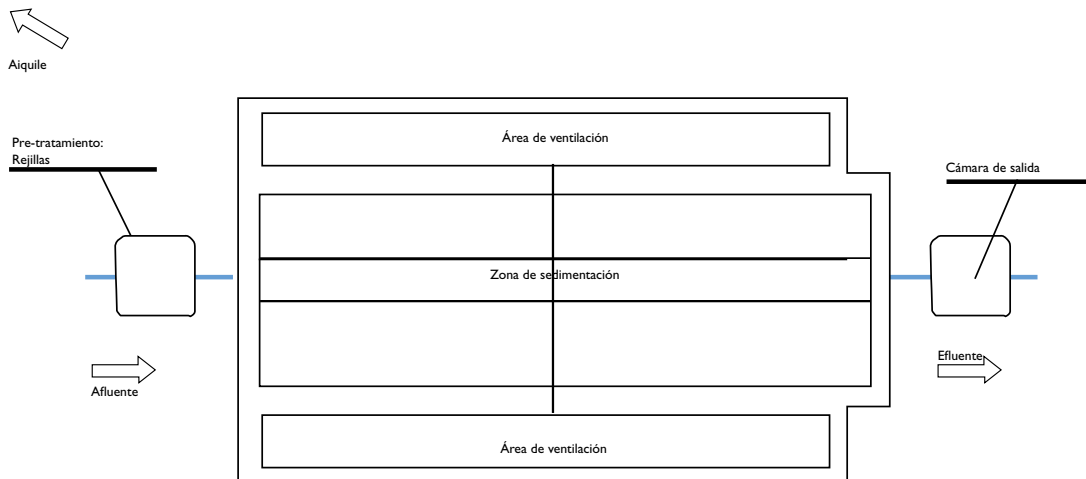 Aiquile
Pre-tratamiento:
Rejillas
Área de ventilación
Cámara de salida
Zona de sedimentación
Afluente
Efluente
Área de ventilación